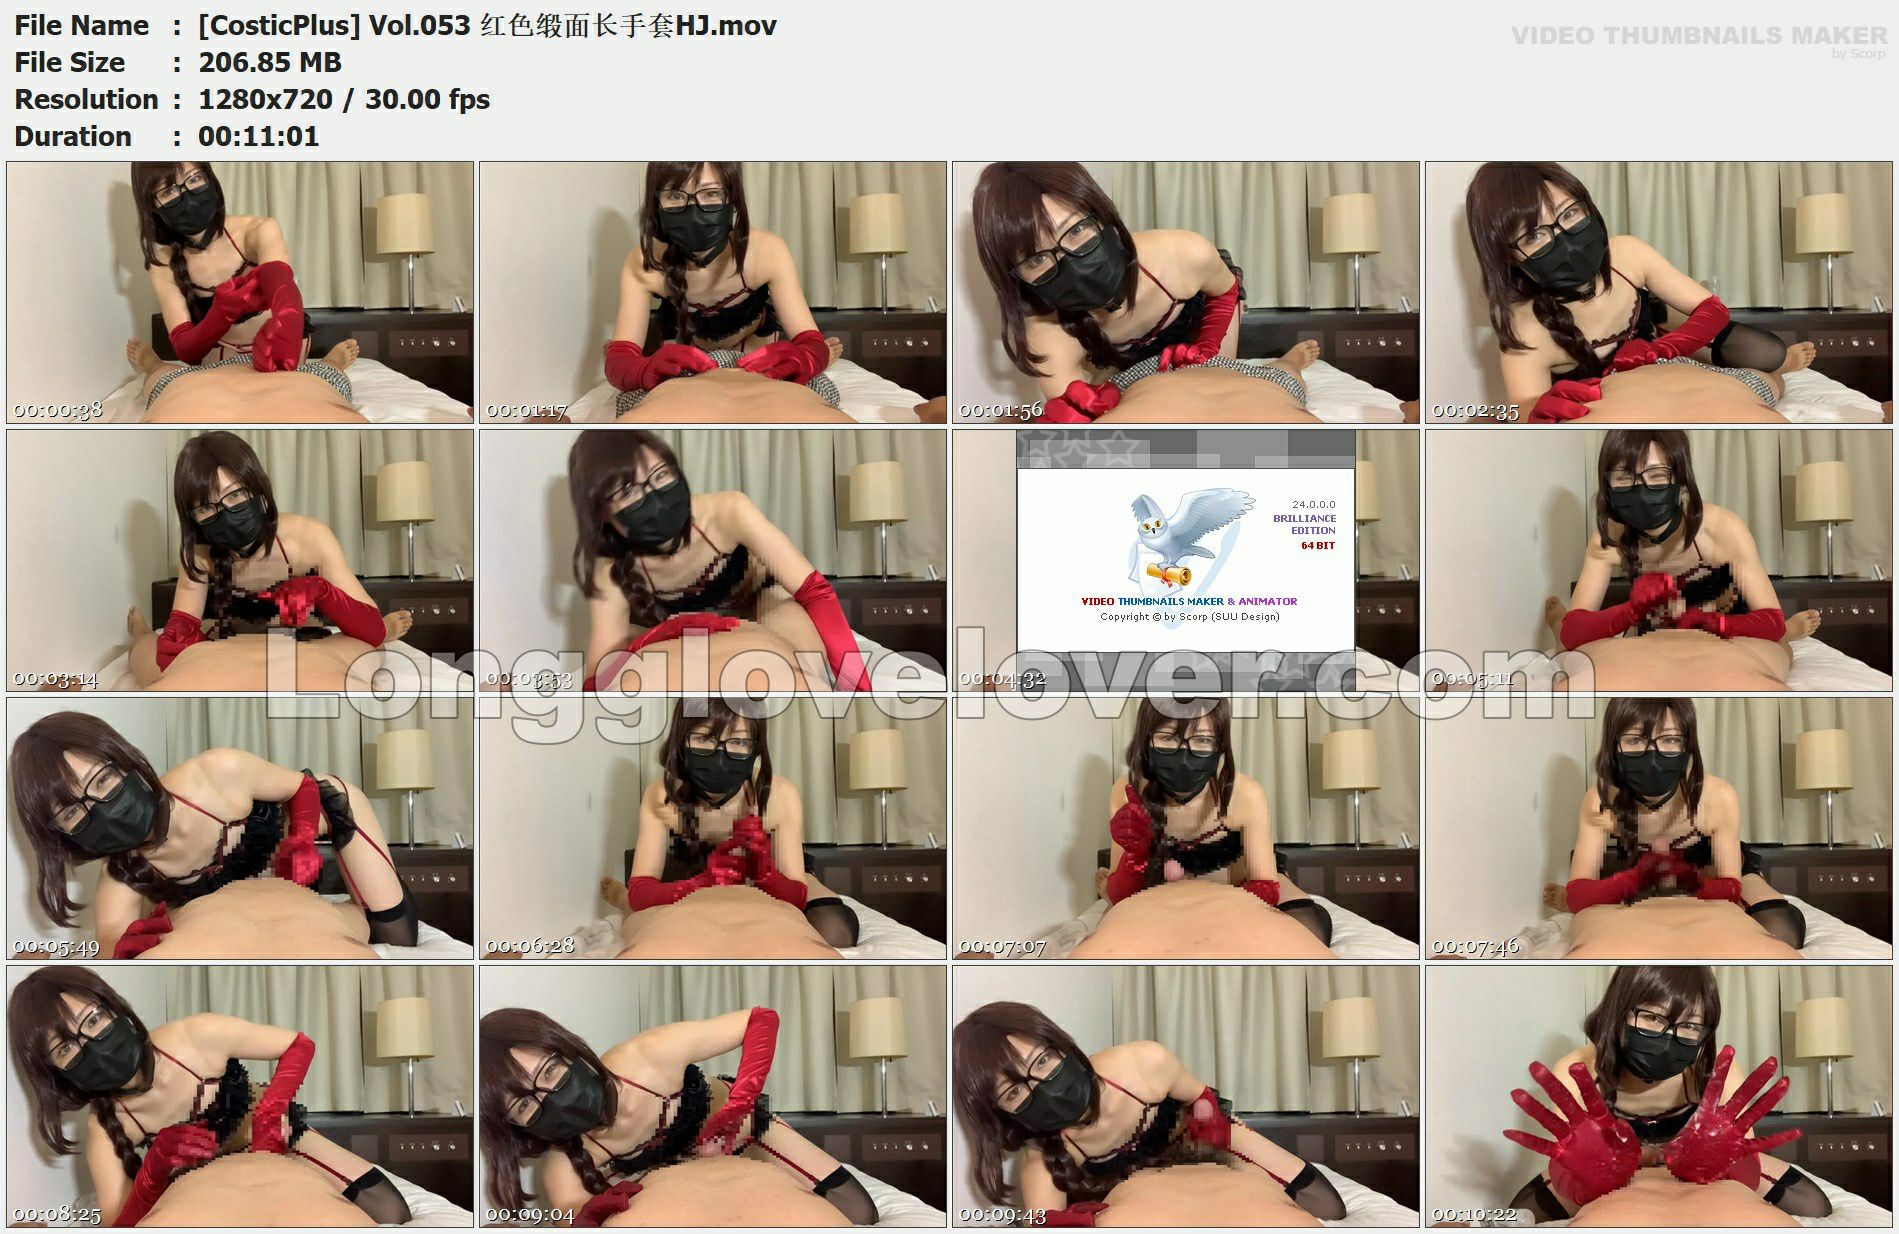 File Name : [CosticPlus] Vol.053 红色缎面长手套HJ.mov
VIDEO THUMBNAILS MAKER
by Scorp
File Size : 206.85 MB
Resolution : 1280x720 / 30.00 fps
Duration : 00:11:01
00:00:38
00:01:17
00:01:56
00:02:35
24.0.0.0
BRILLIANCE
EDITION
64 BIT
VIDEO THUMBNAILS MAKER & ANIMATOR
Copyright © by Scorp (SUU Design)
00:03:14
00:03:53
00:04:32
00:05:11
Longglovelover.com
00:05:49
00:06:28
00:07:07
00:07:46
00:08:25
00:09:04
00:09:43
00:10:22